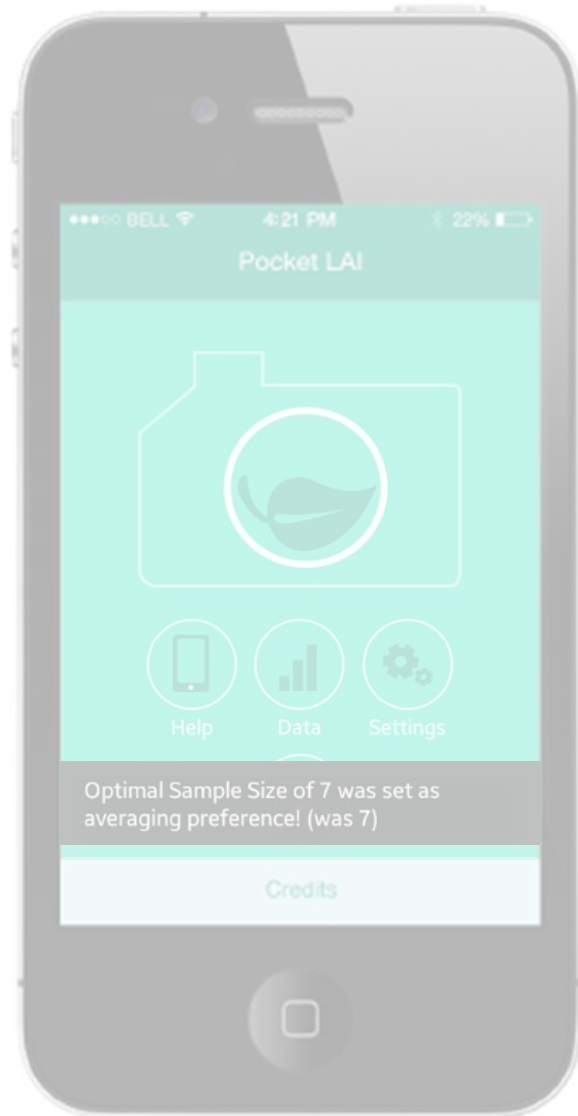 BELL 4:21 PM 22%
Pocket LAI
Help Data Settings
Optimal Sample Size of 7 was set as
averaging preference! (was 7)
Credits